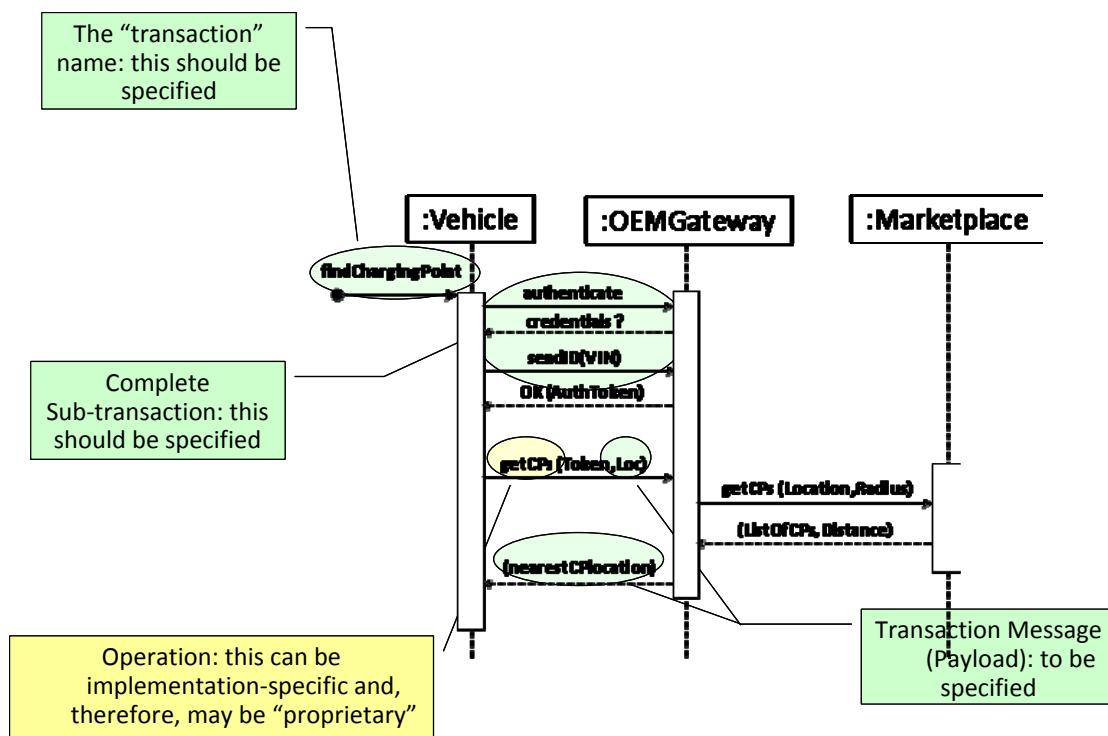 The “transaction”
name: this should be
specified
:Vehicle
:OEMGateway
:Marketplace
findChargingPoint
authenticate
credentials ?
sendID(VIN)
OK (AuthToken)
Complete
Sub-transaction: this
should be specified
getCPs (Token,Loc)
getCPs (Location,Radius)
(ListOfCPs, Distance)
(nearestCPlocation)
Transaction Message
(Payload): to be
specified
Operation: this can be
implementation-specific and,
therefore, may be “proprietary”